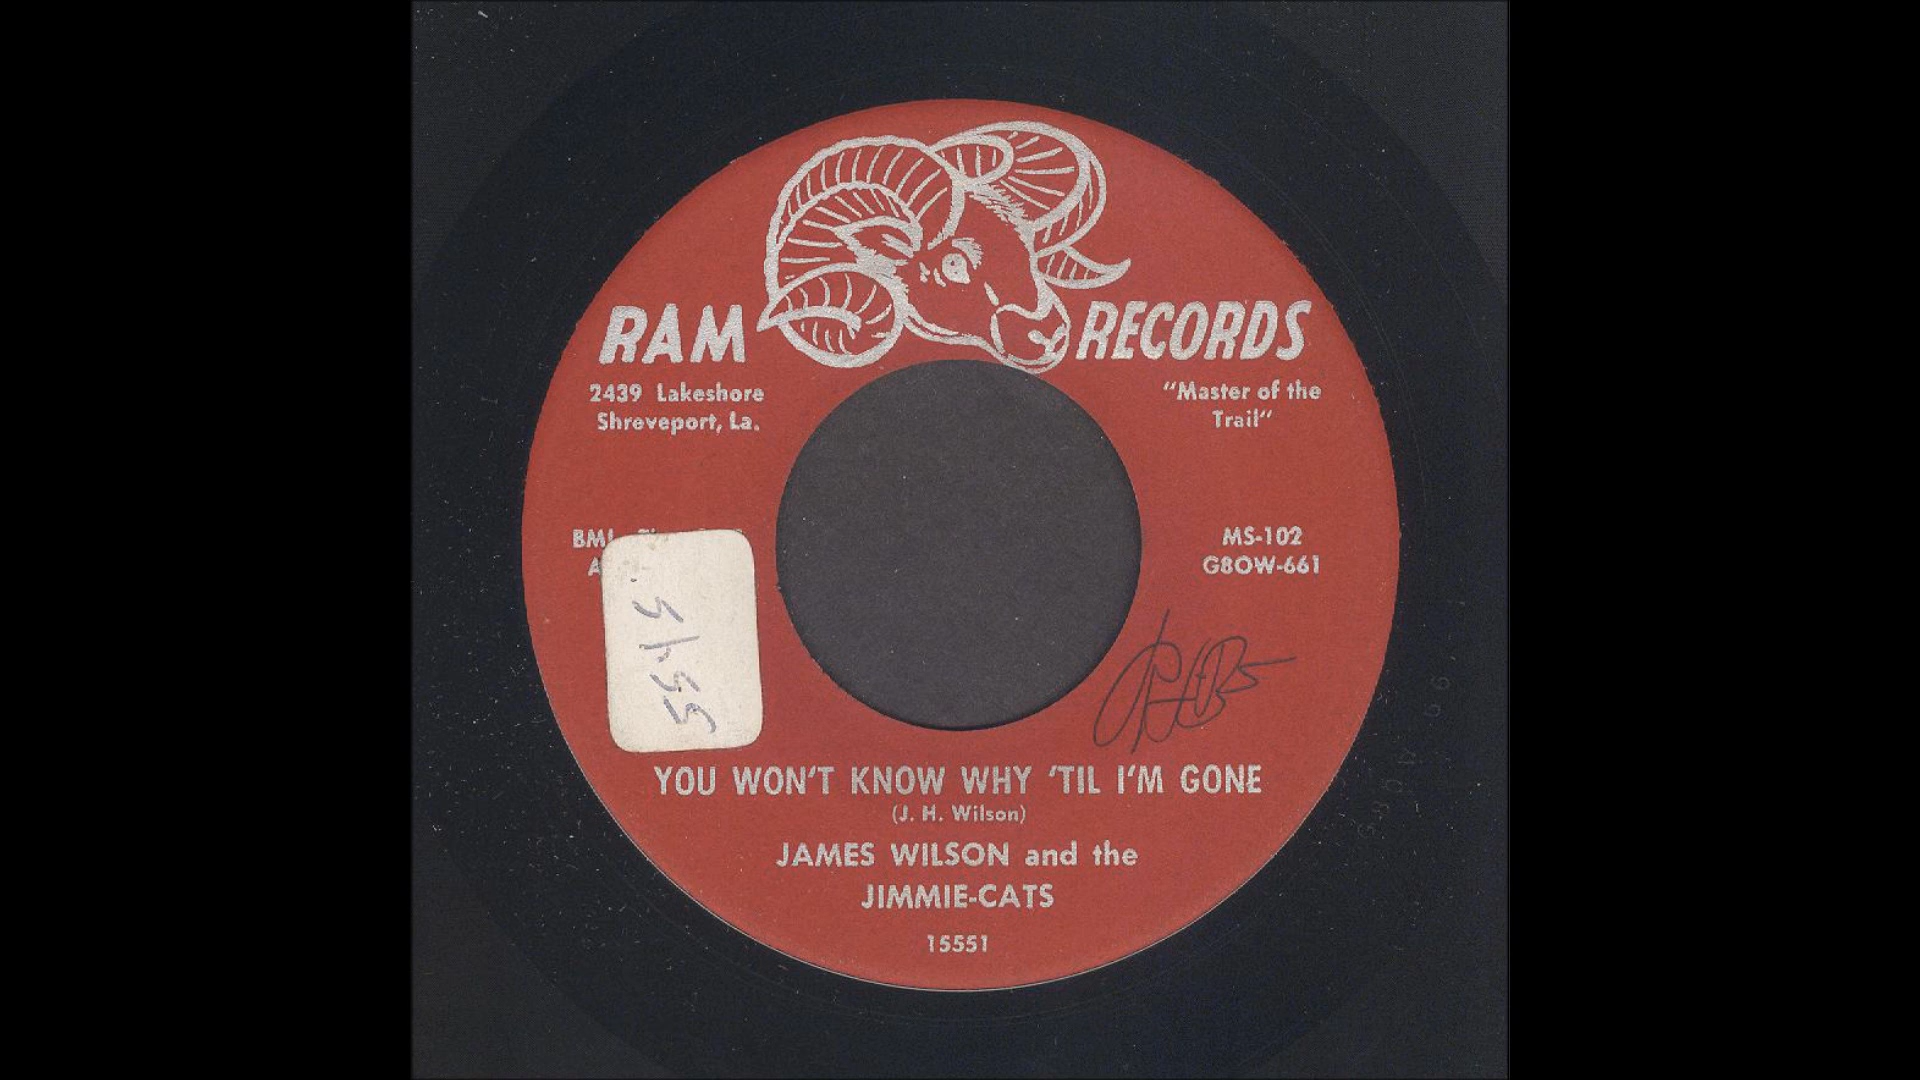 RAM RECORDS
2439 Lakeshore
Shreveport, La.
"Master of the
Trail"
BMI
MS-102
G8OW-661
YOU WON'T KNOW WHY 'TIL I'M GONE
(J. H. Wilson)
JAMES WILSON and the
JIMMIE-CATS
15551